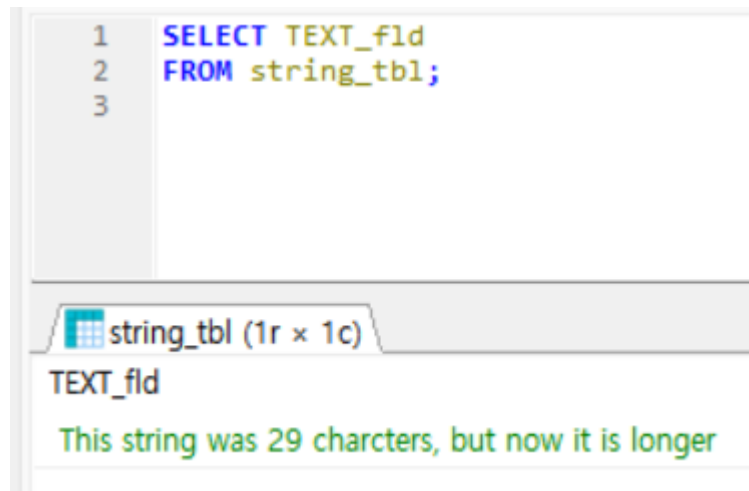 1 SELECT TEXT_fld
2 FROM string_tbl;
3
string_tbl (1r × 1c)
TEXT_fld
This string was 29 charcters, but now it is longer